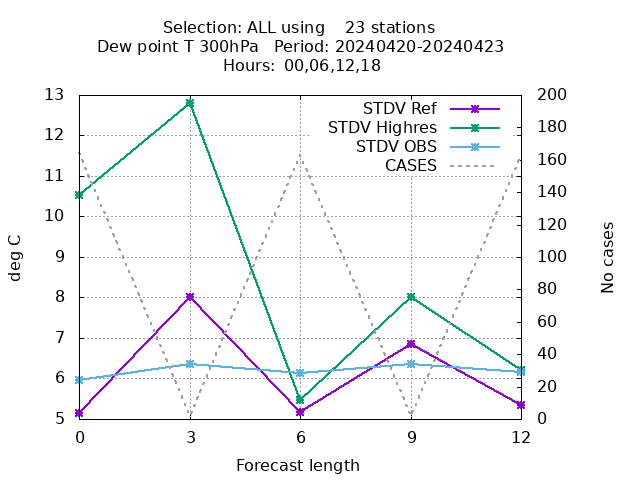 Selection: ALL using    23 stations
Dew point T 300hPa   Period: 20240420-20240423
Hours: 00,06,12,18
STDV Ref
STDV Highres
STDV OBS
CASES
13
12
11
10
9
8
7
6
5
200
180
160
140
120
100
80
60
40
20
0
deg C
No cases
0
3
6
9
12
Forecast length